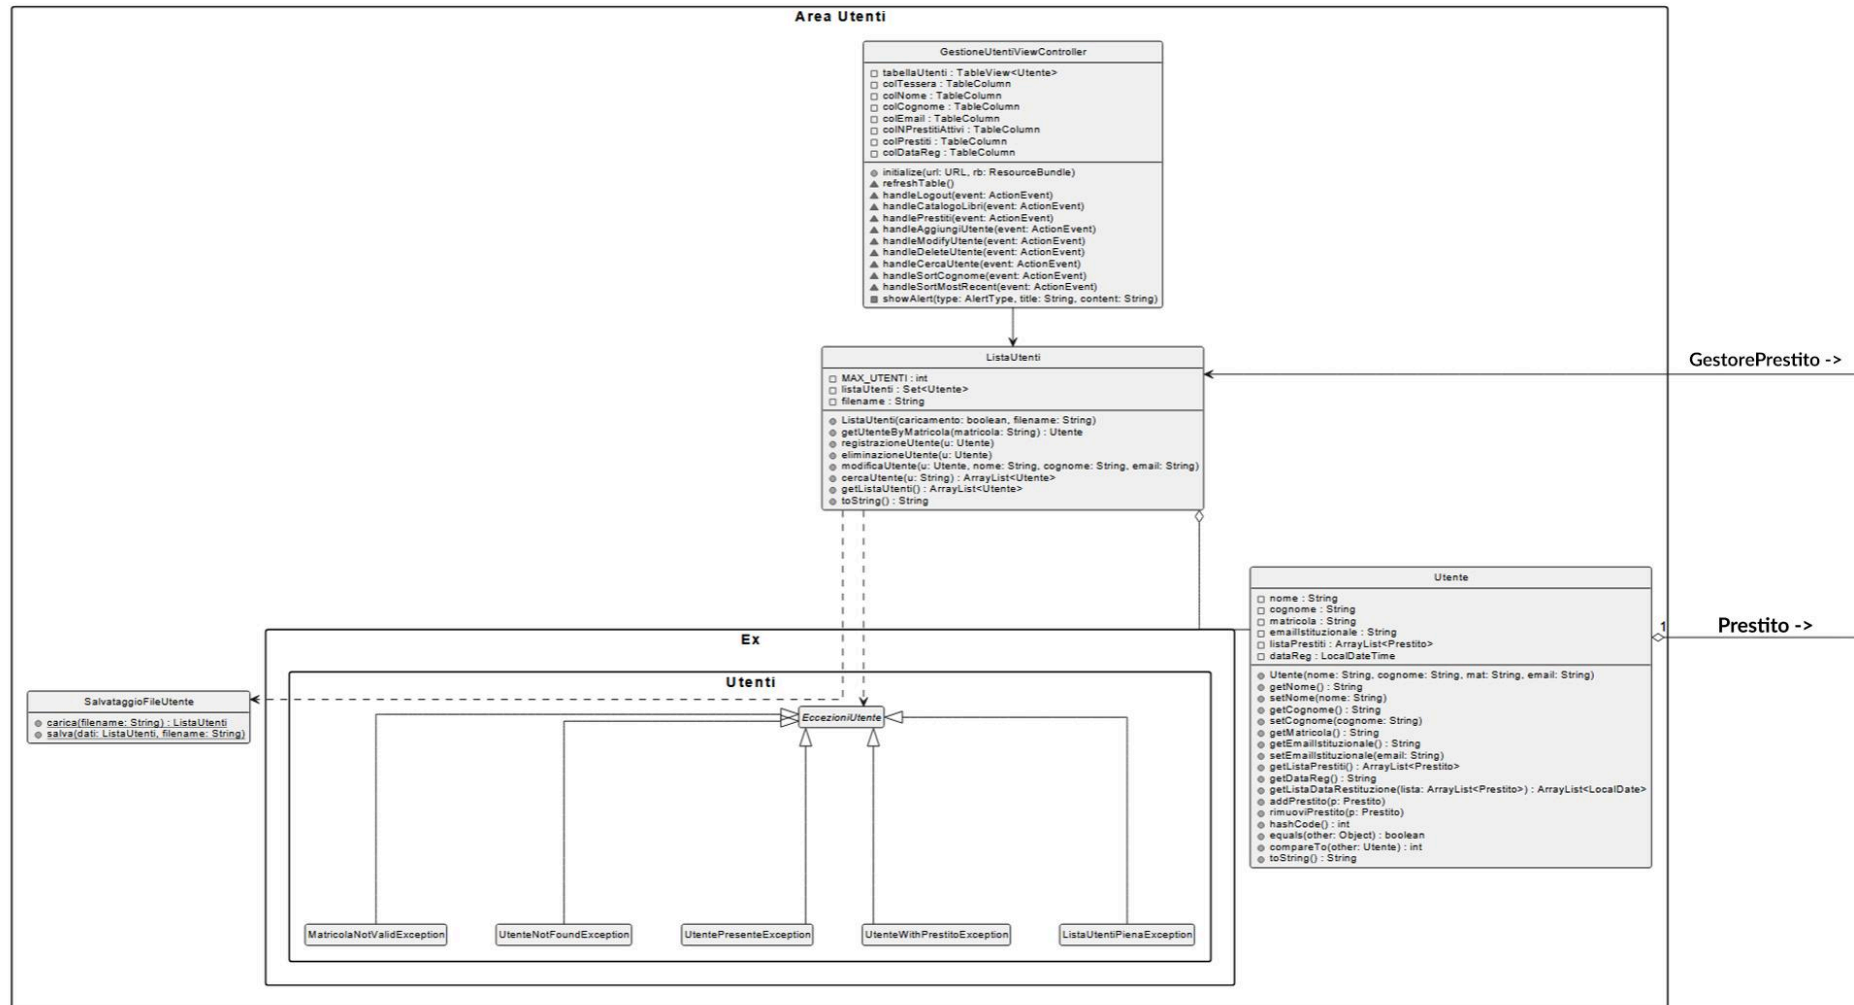 Area Utenti
GestioneUtentiViewController
tabellaUtenti : TableView<Utente>
colTessera : TableColumn
colNome : TableColumn
colCognome : TableColumn
colEmail : TableColumn
colNPrestitiAttivi : TableColumn
colPrestiti : TableColumn
colDataReg : TableColumn
initialize(url: URL, rb: ResourceBundle)
refreshTable()
handleLogout(event: ActionEvent)
handleCatalogoLibri(event: ActionEvent)
handlePrestiti(event: ActionEvent)
handleAggiungiUtente(event: ActionEvent)
handleModifyUtente(event: ActionEvent)
handleDeleteUtente(event: ActionEvent)
handleCercaUtente(event: ActionEvent)
handleSortCognome(event: ActionEvent)
handleSortMostRecent(event: ActionEvent)
showAlert(type: AlertType, title: String, content: String)
ListaUtenti
MAX_UTENTI : int
listaUtenti : Set<Utente>
filename : String
ListaUtenti(caricamento: boolean, filename: String)
getUtenteByMatricola(matricola: String) : Utente
registrazioneUtente(u: Utente)
eliminazioneUtente(u: Utente)
modificaUtente(u: Utente, nome: String, cognome: String, email: String)
cercaUtente(u: String) : ArrayList<Utente>
getListaUtenti() : ArrayList<Utente>
toString() : String
GestorePrestito ->
Utente
nome : String
cognome : String
matricola : String
emailIstituzionale : String
listaPrestiti : ArrayList<Prestito>
dataReg : LocalDateTime
Utente(nome: String, cognome: String, mat: String, email: String)
getNome() : String
setNome(nome: String)
getCognome() : String
setCognome(cognome: String)
getMatricola() : String
getEmailIstituzionale() : String
setEmailIstituzionale(email: String)
getListaPrestiti() : ArrayList<Prestito>
getDataReg() : String
getListaDataRestituzione(lista: ArrayList<Prestito>) : ArrayList<LocalDate>
addPrestito(p: Prestito)
rimuoviPrestito(p: Prestito)
hashCode() : int
equals(other: Object) : boolean
compareTo(other: Utente) : int
toString() : String
1
Prestito ->
Ex
Utenti
SalvataggioFileUtente
carica(filename: String) : ListaUtenti
salva(dati: ListaUtenti, filename: String)
EccezioniUtente
MatricolaNotValidException
UtenteNotFoundException
UtentePresenteException
UtenteWithPrestitoException
ListaUtentiPienaException